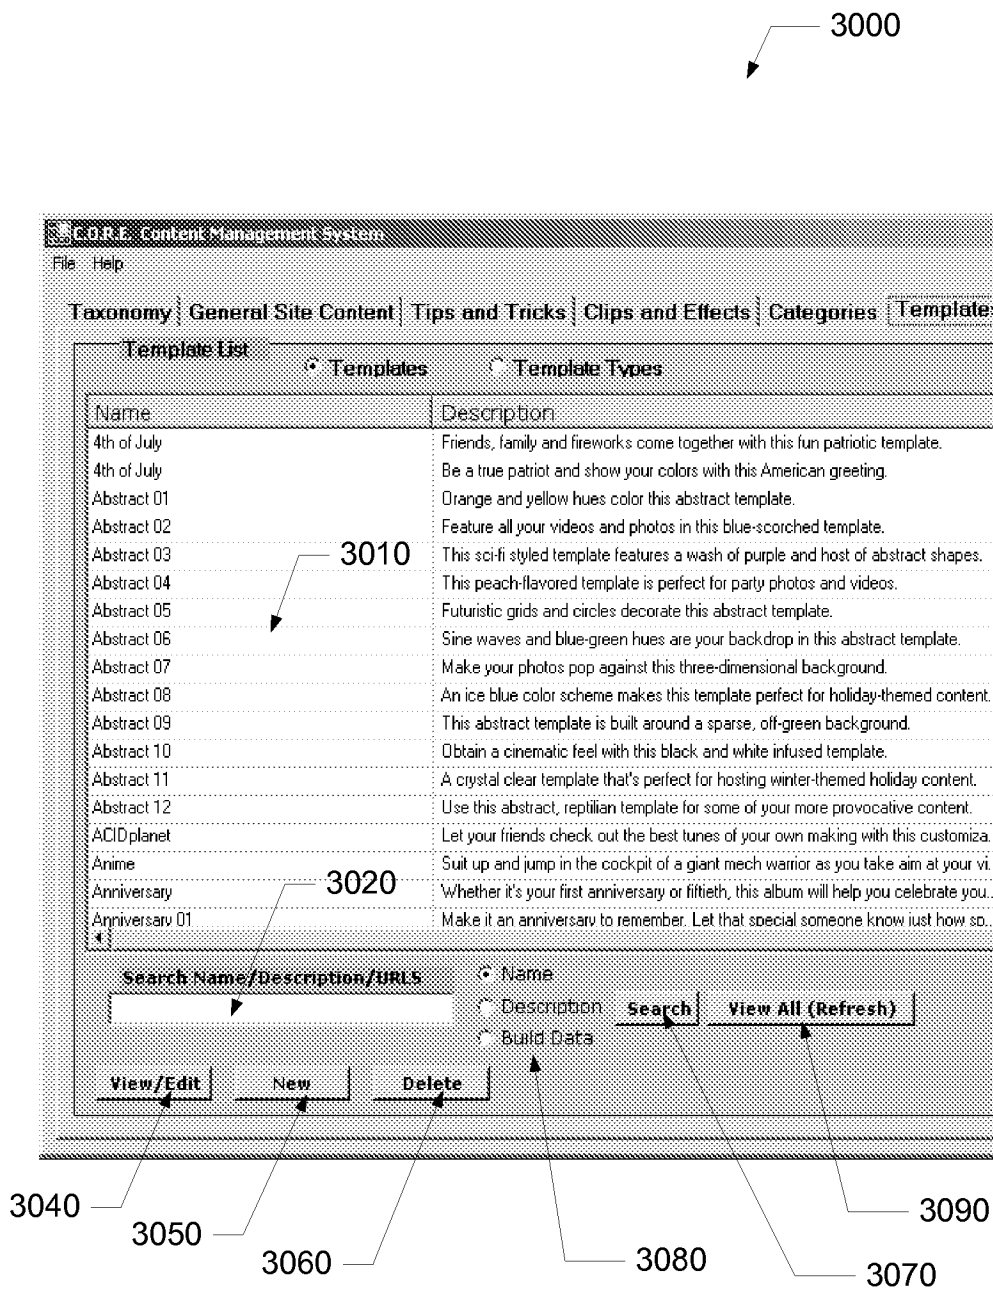 3000
C.O.R.E. Content Management System
File Help
Taxonomy General Site Content Tips and Tricks Clips and Effects Categories Templates
Template List
Templates Template Types
Name Description
4th of July Friends, family and fireworks come together with this fun patriotic template.
4th of July Be a true patriot and show your colors with this American greeting.
Abstract 01 Orange and yellow hues color this abstract template.
Abstract 02 Feature all your videos and photos in this blue-scorched template.
Abstract 03 This sci-fi styled template features a wash of purple and host of abstract shapes.
3010
Abstract 04 This peach-flavored template is perfect for party photos and videos.
Abstract 05 Futuristic grids and circles decorate this abstract template.
Abstract 06 Sine waves and blue-green hues are your backdrop in this abstract template.
Abstract 07 Make your photos pop against this three-dimensional background.
Abstract 08 An ice blue color scheme makes this template perfect for holiday-themed content.
Abstract 09 This abstract template is built around a sparse, off-green background.
Abstract 10 Obtain a cinematic feel with this black and white infused template.
Abstract 11 A crystal clear template that's perfect for hosting winter-themed holiday content.
Abstract 12 Use this abstract, reptilian template for some of your more provocative content.
ACIDplanet Let your friends check out the best tunes of your own making with this customiza.
Anime Suit up and jump in the cockpit of a giant mech warrior as you take aim at your vi.
3020
Anniversary Whether it's your first anniversary or fiftieth, this album will help you celebrate you..
Anniversary 01 Make it an anniversary to remember. Let that special someone know just how sp..
Search Name/Description/URLS Name
Description Search View All (Refresh)
Build Data
View/Edit New Delete
3040
3050
3060
3080
3070
3090